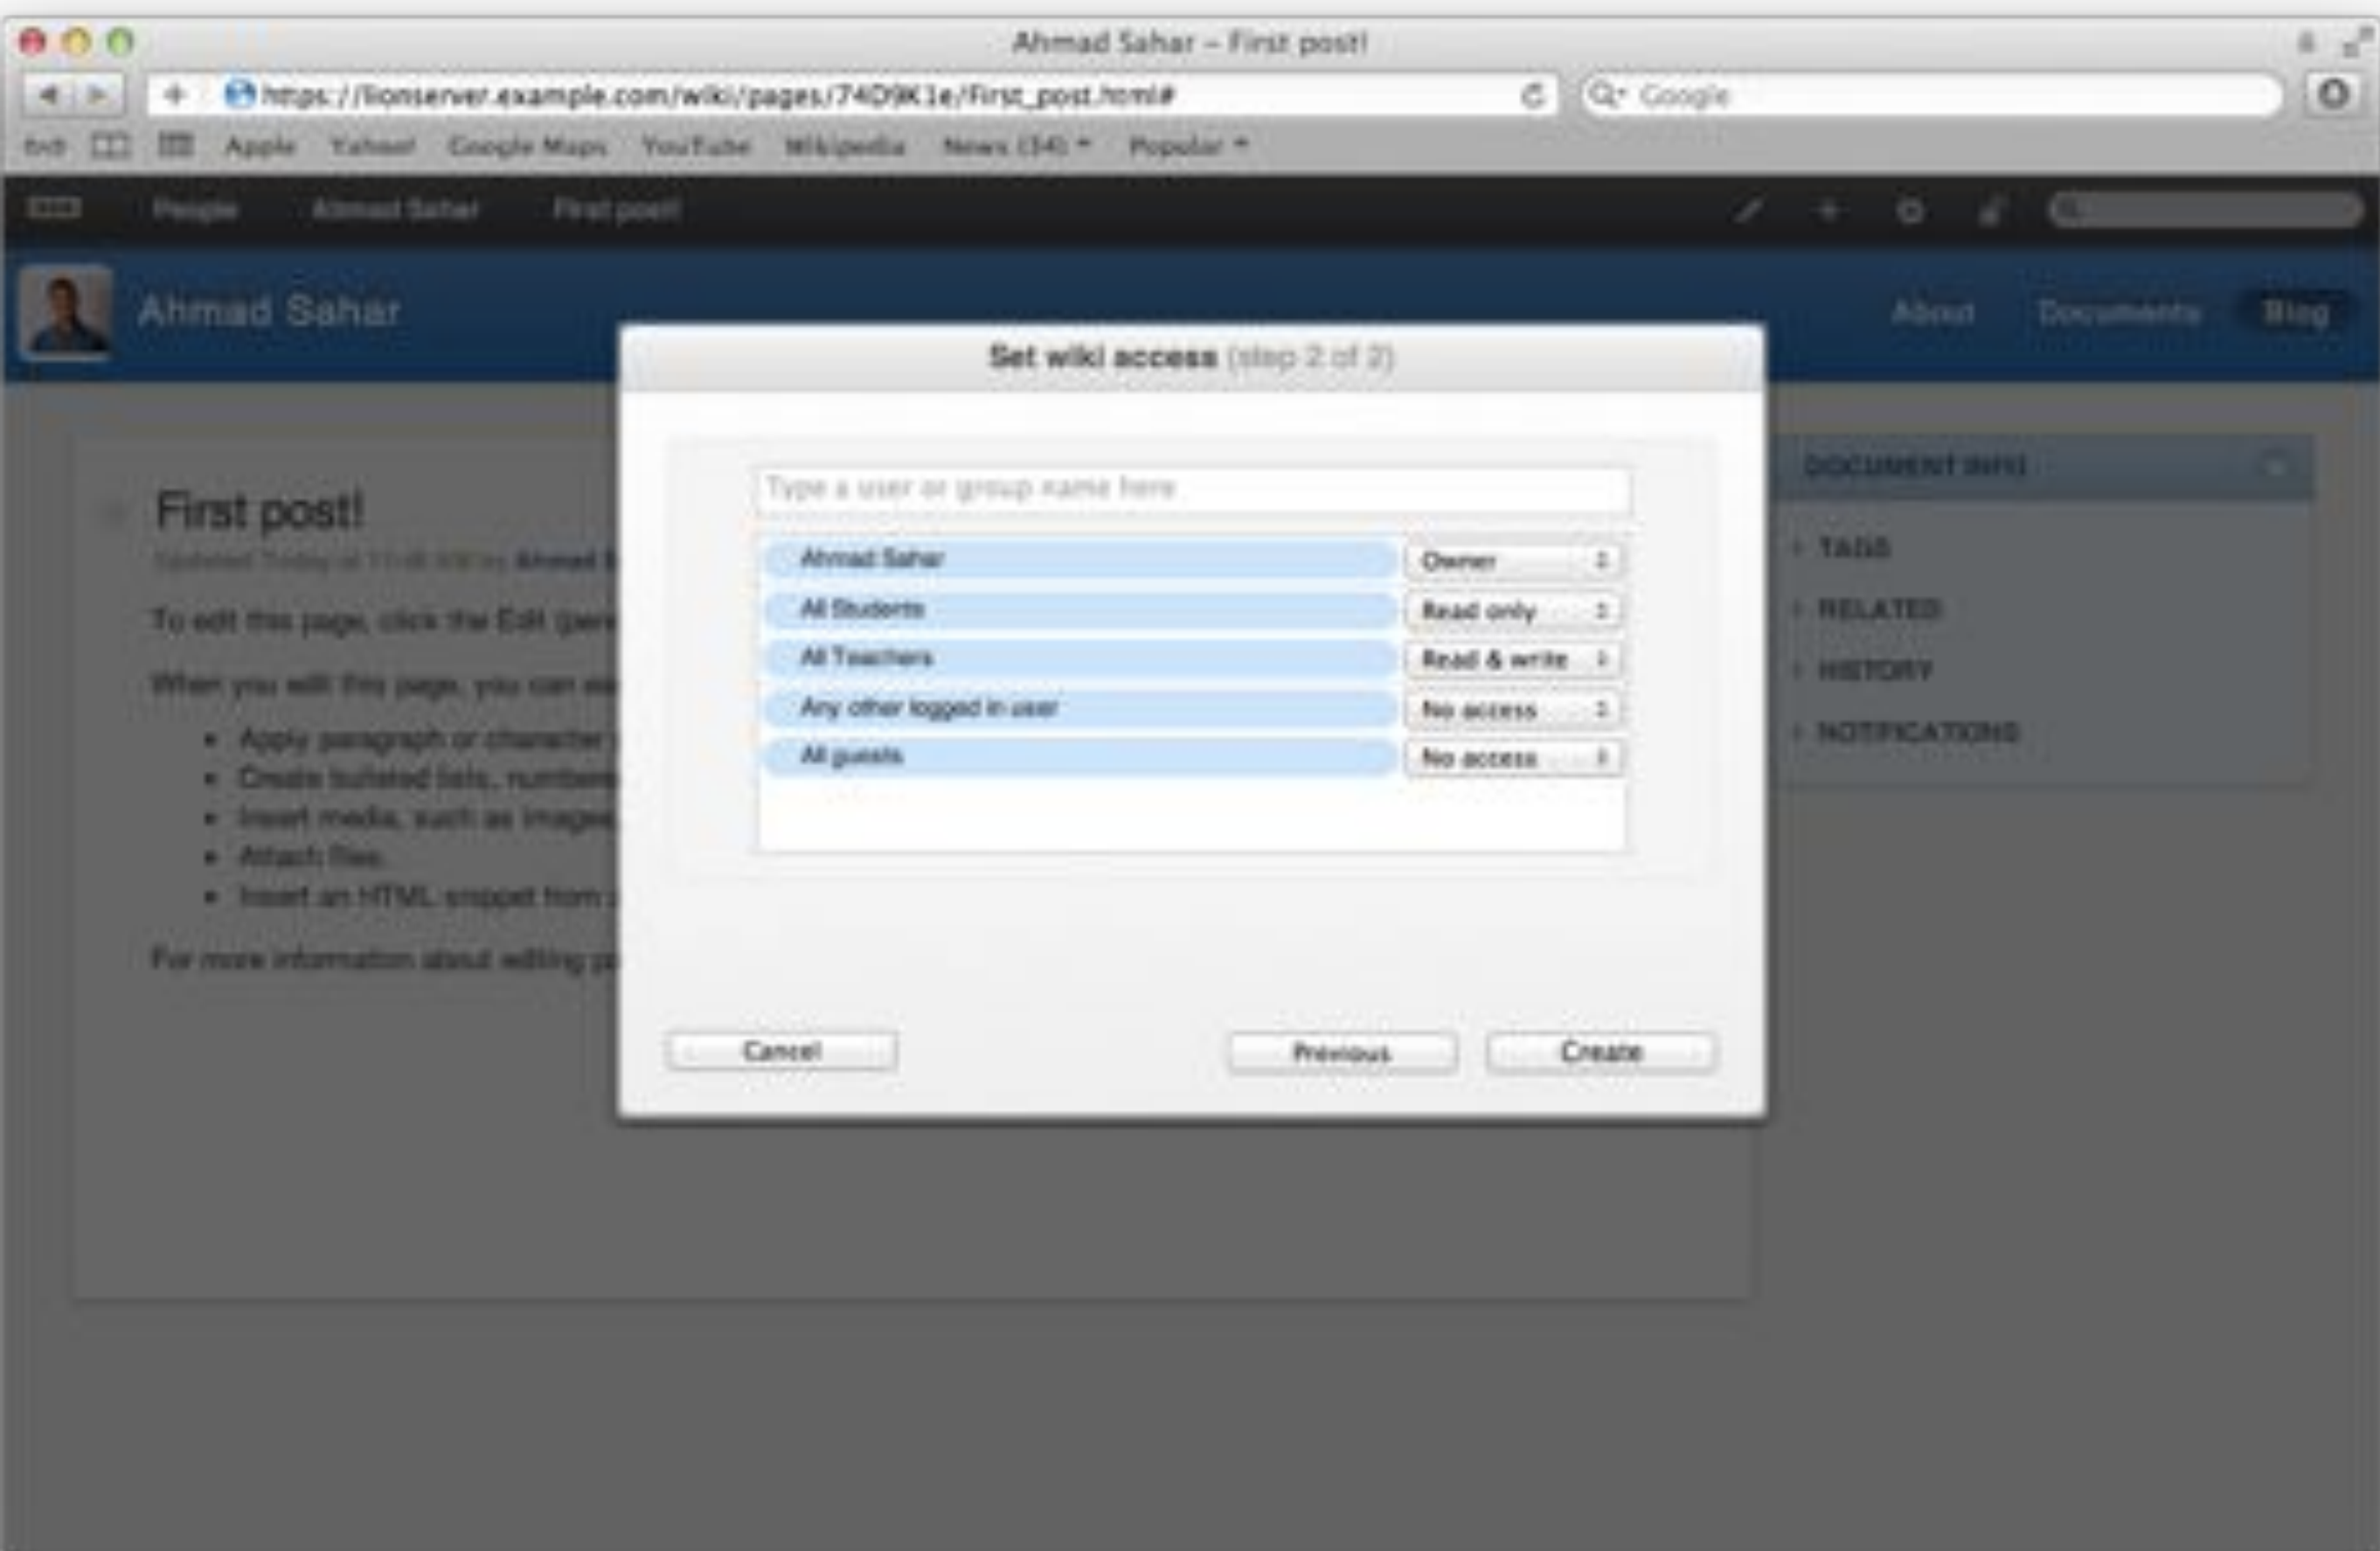 Ahmad Sahar – First post!
https://lionserver.example.com/wiki/pages/74D9K1e/First_post.html#
Google
Apple Yahoo! Google Maps YouTube Wikipedia News (34) Popular
People Ahmad Sahar First post!
Ahmad Sahar
About Documents Blog
Set wiki access (step 2 of 2)
Type a user or group name here
Ahmad Sahar Owner
All Students Read only
All Teachers Read & write
Any other logged in user No access
All guests No access
Cancel Previous Create
First post!
Updated Today at by Ahmad
To edit this page, click the Edit
When you edit this page, you can
• Apply paragraph or character
• Create bulleted lists,
• Insert media, such as images,
• Attach files.
• Insert an HTML snippet from
For more information about editing
DOCUMENT INFO
TAGS
RELATED
HISTORY
NOTIFICATIONS